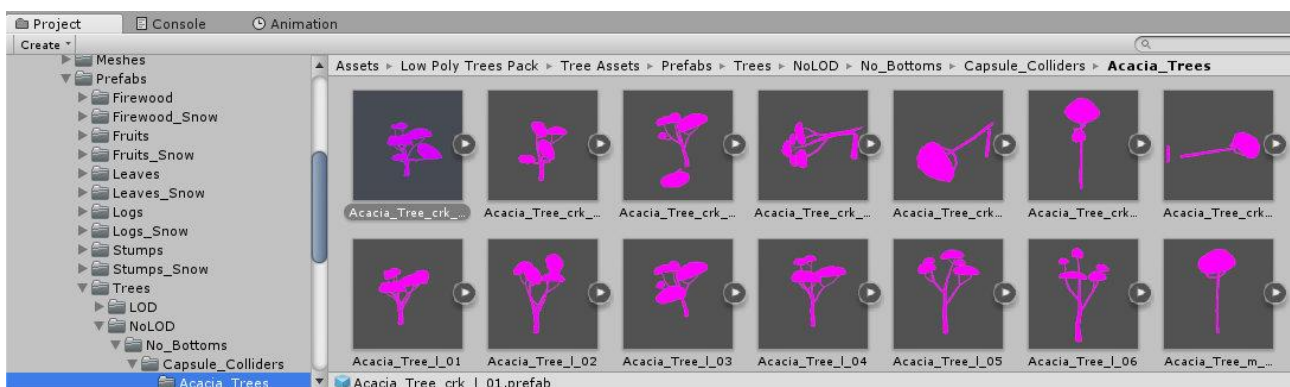 Project Console Animation
Create
Assets ▸ Low Poly Trees Pack ▸ Tree Assets ▸ Prefabs ▸ Trees ▸ NoLOD ▸ No_Bottoms ▸ Capsule_Colliders ▸ Acacia_Trees
Meshes
Prefabs
Firewood
Firewood_Snow
Fruits
Fruits_Snow
Leaves
Leaves_Snow
Logs
Logs_Snow
Stumps
Stumps_Snow
Trees
LOD
NoLOD
No_Bottoms
Capsule_Colliders
Acacia_Trees
Acacia_Tree_crk_... Acacia_Tree_crk_... Acacia_Tree_crk_... Acacia_Tree_crk_... Acacia_Tree_crk... Acacia_Tree_crk... Acacia_Tree_crk...
Acacia_Tree_l_01 Acacia_Tree_l_02 Acacia_Tree_l_03 Acacia_Tree_l_04 Acacia_Tree_l_05 Acacia_Tree_l_06 Acacia_Tree_m_...
Acacia_Tree_crk_l_01.prefab